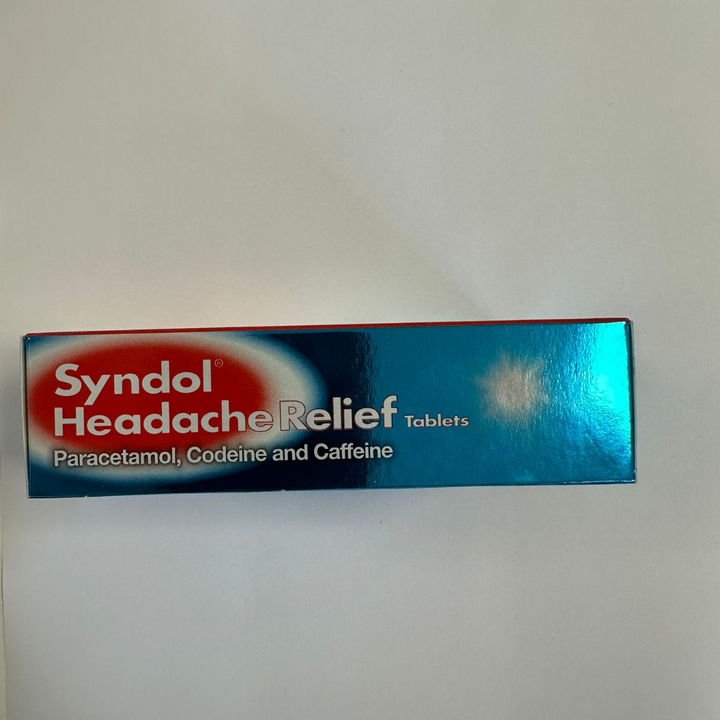 Syndol®
Headache Relief Tablets
Paracetamol, Codeine and Caffeine